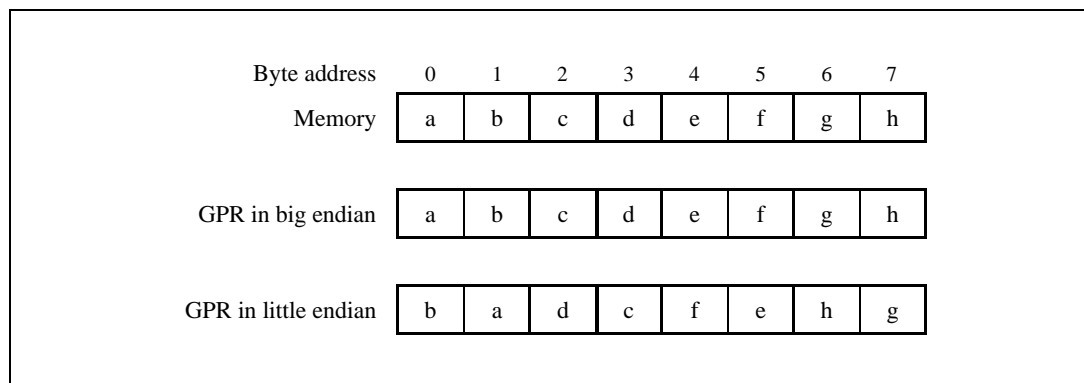 Byte address 0 1 2 3 4 5 6 7
Memory a b c d e f g h
GPR in big endian a b c d e f g h
GPR in little endian b a d c f e h g